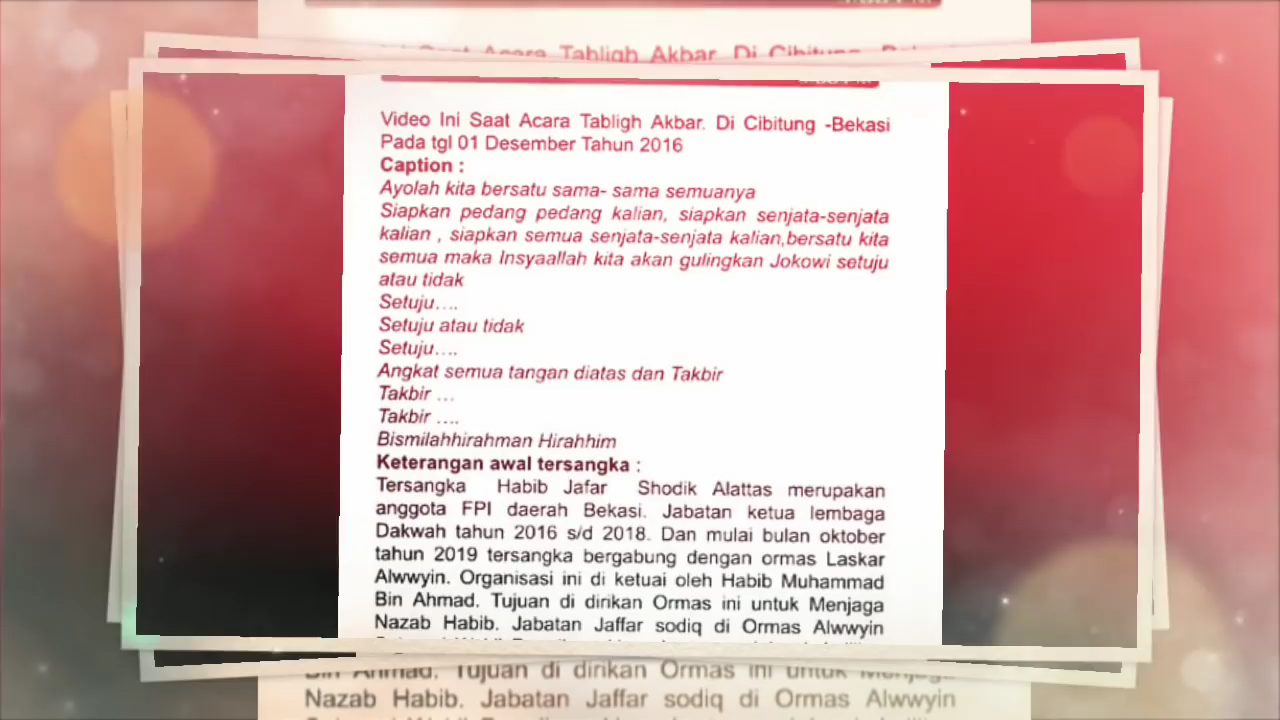 Saat Acara Tabligh Akbar. Di Cibitung
Video Ini Saat Acara Tabligh Akbar. Di Cibitung -Bekasi
Pada tgl 01 Desember Tahun 2016
Caption :
Ayolah kita bersatu sama- sama semuanya
Siapkan pedang pedang kalian, siapkan senjata-senjata
kalian , siapkan semua senjata-senjata kalian,bersatu kita
semua maka Insyaallah kita akan gulingkan Jokowi setuju
atau tidak
Setuju….
Setuju atau tidak
Setuju….
Angkat semua tangan diatas dan Takbir
Takbir …
Takbir ….
Bismilahhirahman Hirahhim
Keterangan awal tersangka :
Tersangka Habib Jafar Shodik Alattas merupakan
anggota FPI daerah Bekasi. Jabatan ketua lembaga
Dakwah tahun 2016 s/d 2018. Dan mulai bulan oktober
tahun 2019 tersangka bergabung dengan ormas Laskar
Alwwyin. Organisasi ini di ketuai oleh Habib Muhammad
Bin Ahmad. Tujuan di dirikan Ormas ini untuk Menjaga
Nazab Habib. Jabatan Jaffar sodiq di Ormas Alwwyin
Bin Ahmad. Tujuan di dirikan Ormas ini untuk Menjaga
Nazab Habib. Jabatan Jaffar sodiq di Ormas Alwwyin